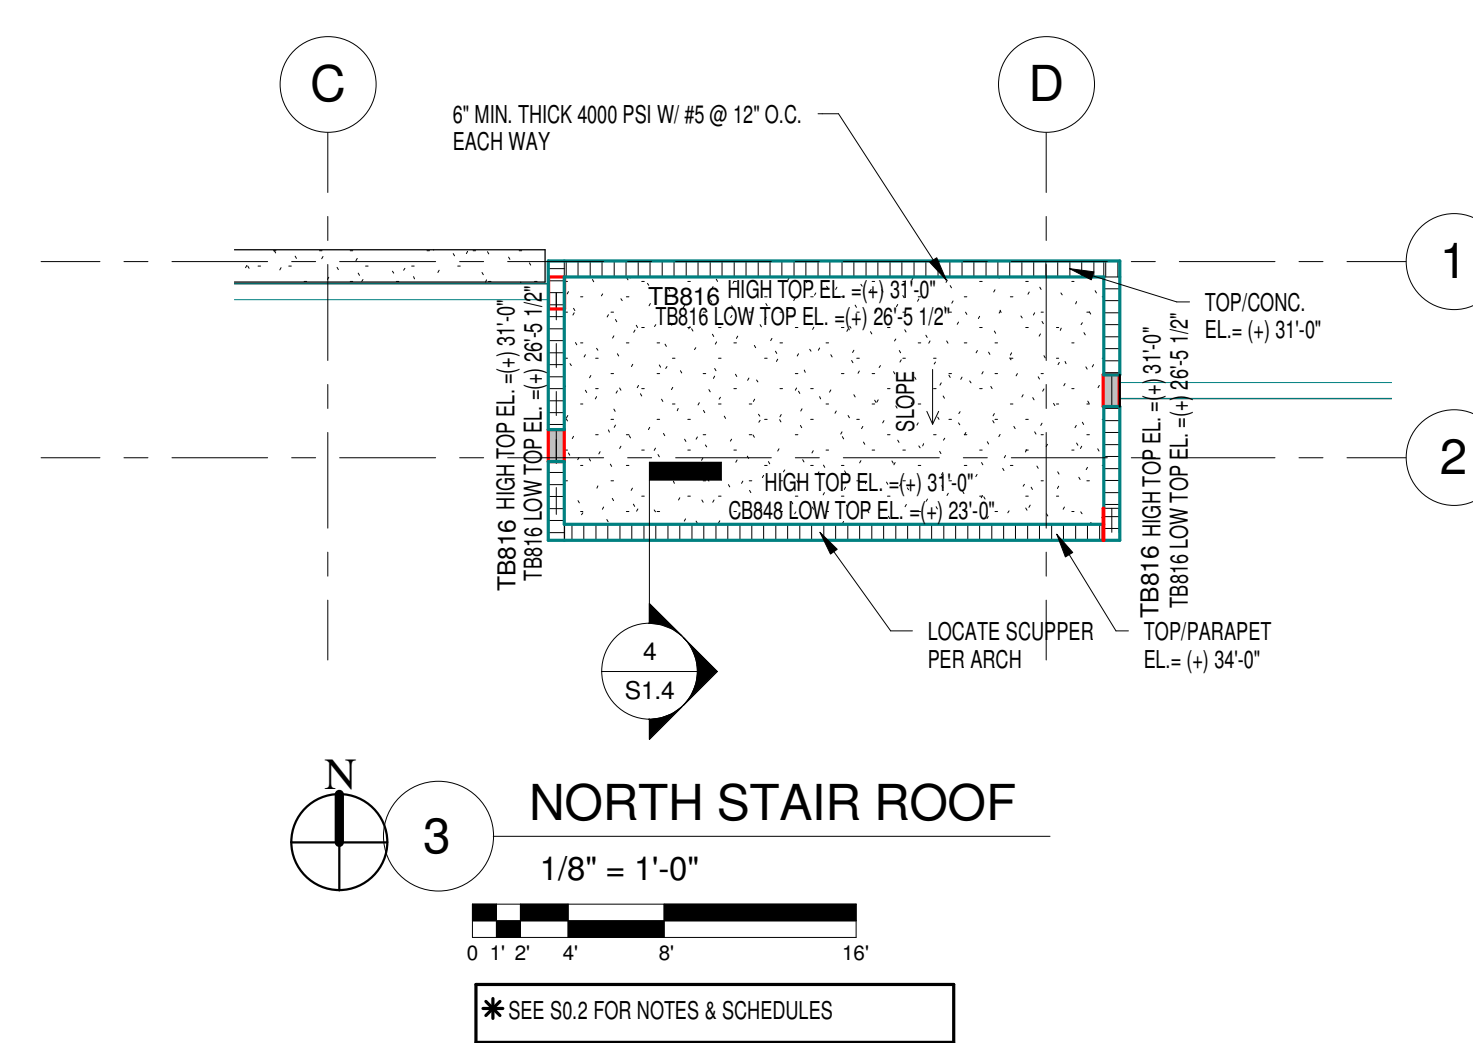 C
D
6" MIN. THICK 4000 PSI W/ #5 @ 12" O.C.
EACH WAY
1
TB816 HIGH TOP EL. =(+) 31'-0"
TB816 LOW TOP EL. =(+) 26'-5 1/2"
TOP/CONC.
EL.= (+) 31'-0"
TB816 HIGH TOP EL. =(+) 31'-0"
TB816 LOW TOP EL. =(+) 26'-5 1/2"
SLOPE
TB816 HIGH TOP EL. =(+) 31'-0"
TB816 LOW TOP EL. =(+) 26'-5 1/2"
2
HIGH TOP EL. =(+) 31'-0"
CB848 LOW TOP EL. =(+) 23'-0"
LOCATE SCUPPER
PER ARCH
TOP/PARAPET
EL.= (+) 34'-0"
4
S1.4
N
3
NORTH STAIR ROOF
1/8" = 1'-0"
0 1' 2' 4' 8' 16'
SEE S0.2 FOR NOTES & SCHEDULES